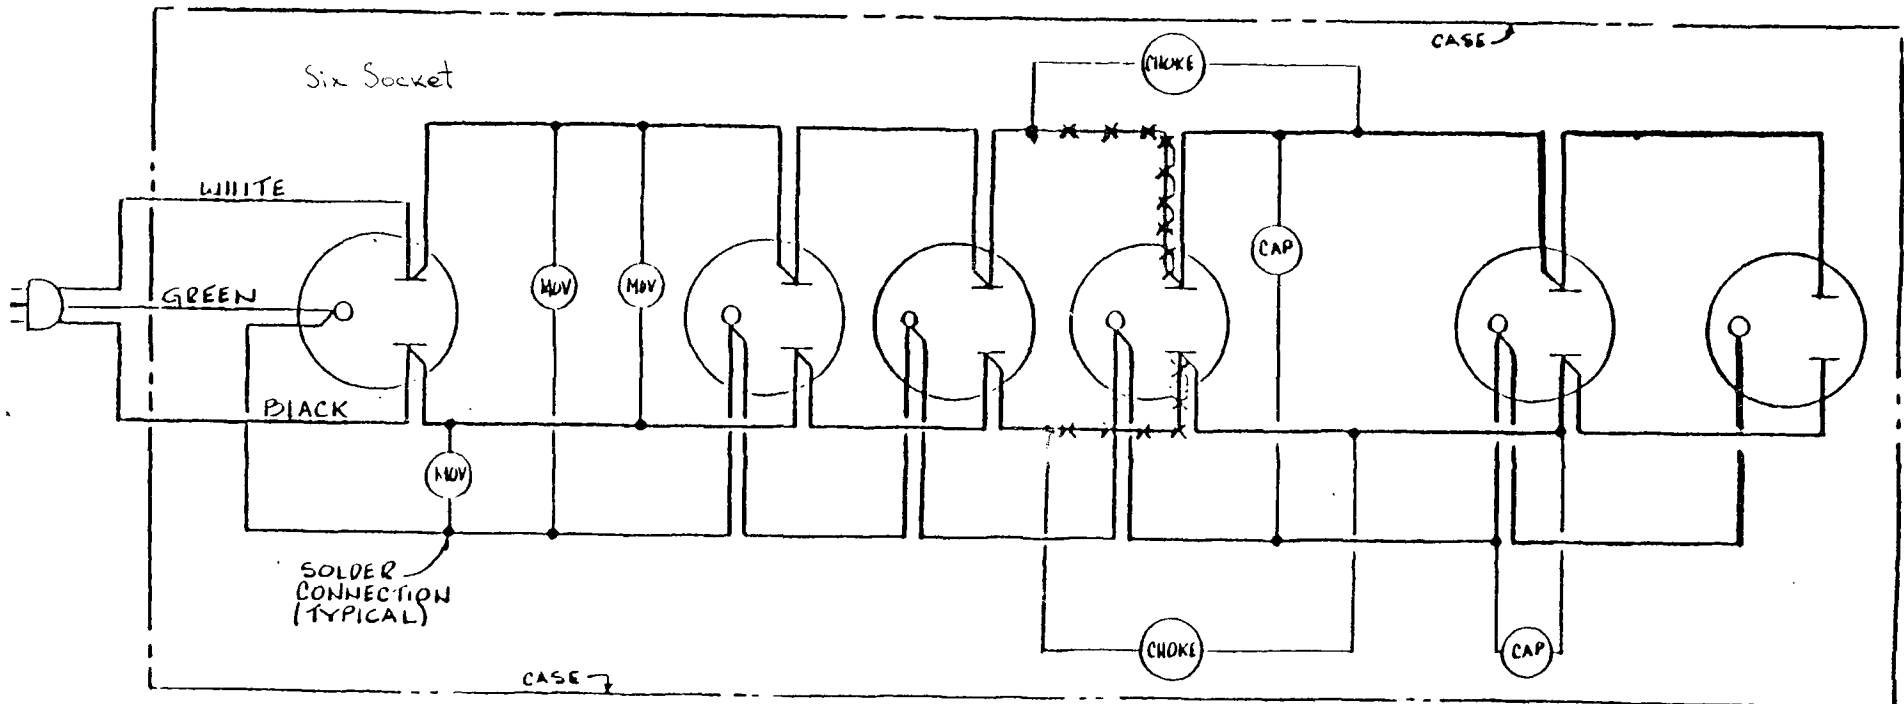 CASE
CHOKE
Six Socket
WHITE
CAP
GREEN
MOV
MOV
BLACK
MOV
SOLDER
CONNECTION
(TYPICAL)
CHOKE
CAP
CASE